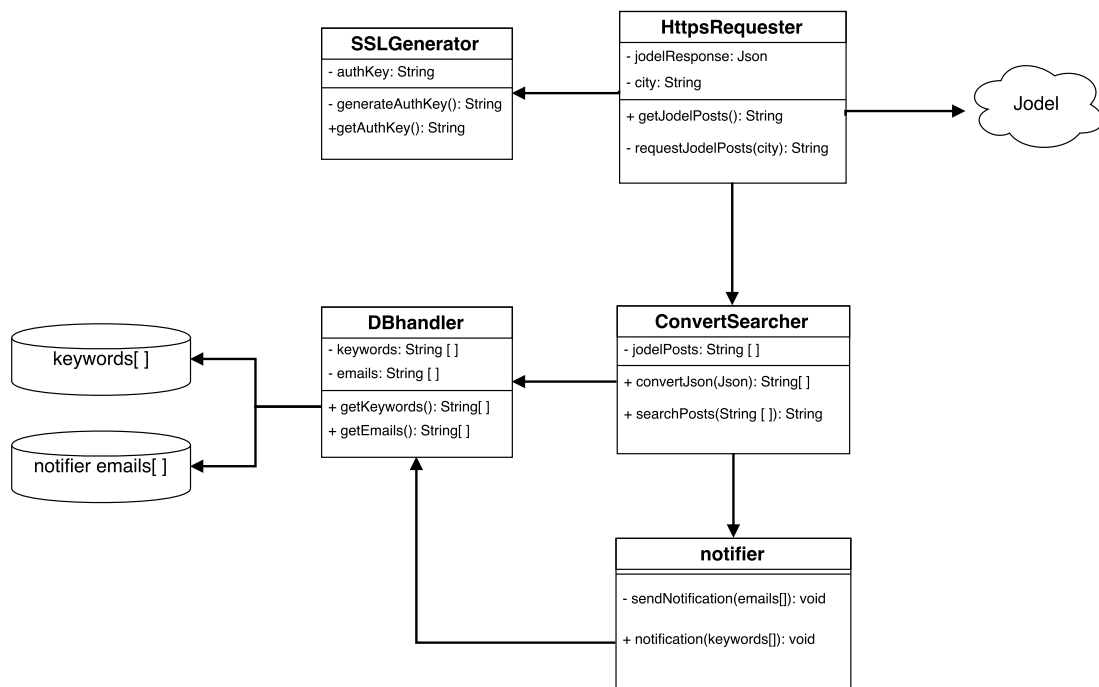 SSLGenerator
- authKey: String
- generateAuthKey(): String
+getAuthKey(): String
HttpsRequester
- jodelResponse: Json
- city: String
+ getJodelPosts(): String
- requestJodelPosts(city): String
Jodel
keywords[ ]
notifier emails[ ]
DBhandler
- keywords: String [ ]
- emails: String [ ]
+ getKeywords(): String[ ]
+ getEmails(): String[ ]
ConvertSearcher
- jodelPosts: String [ ]
+ convertJson(Json): String[ ]
+ searchPosts(String [ ]): String
notifier
- sendNotification(emails[]): void
+ notification(keywords[]): void